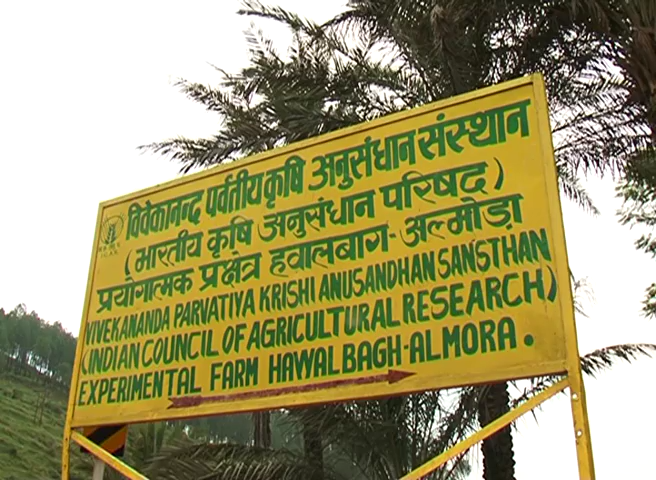 विवेकानन्द पर्वतीय कृषि अनुसंधान संस्थान
(भारतीय कृषि अनुसंधान परिषद)
प्रयोगात्मक प्रक्षेत्र हवालबाग-अल्मोड़ा
VIVEKANANDA PARVATIYA KRISHI ANUSANDHAN SANSTHAN
(INDIAN COUNCIL OF AGRICULTURAL RESEARCH)
EXPERIMENTAL FARM HAWALBAGH-ALMORA.